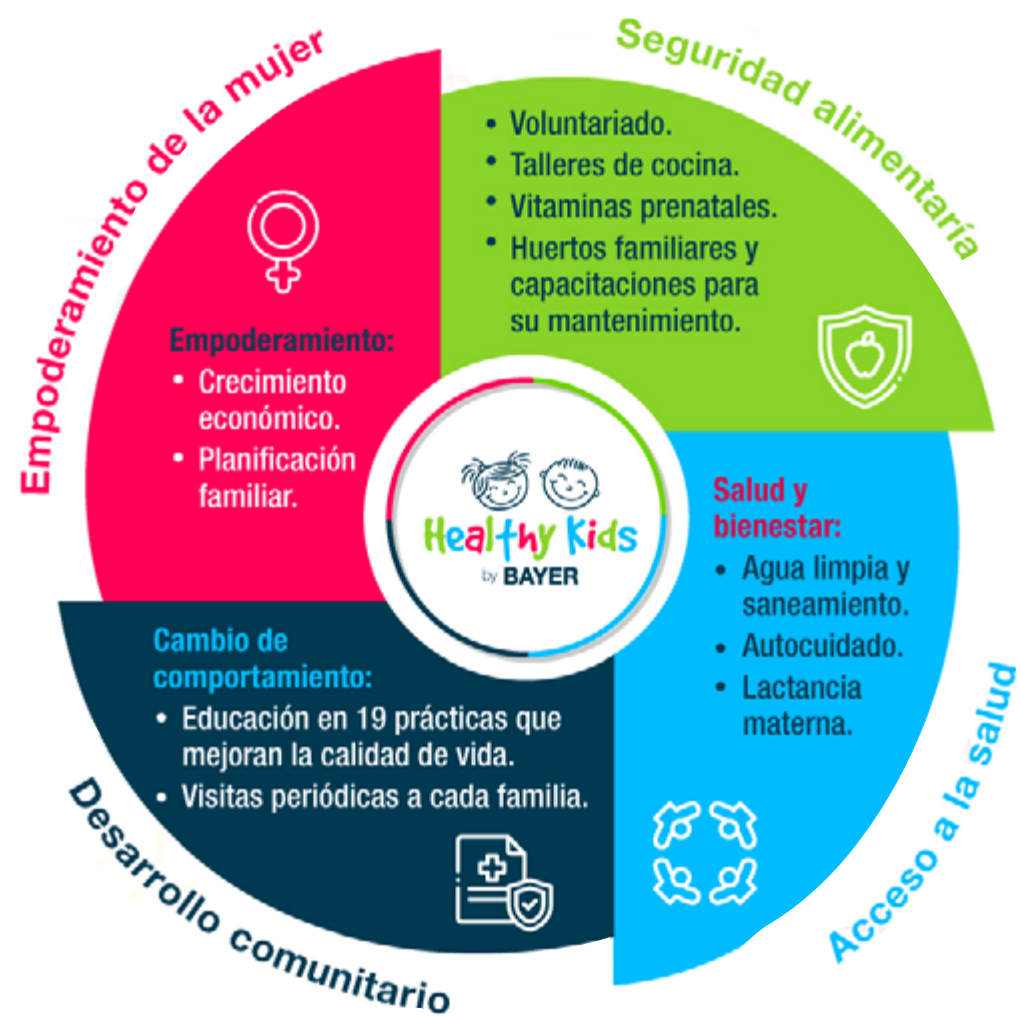 Empoderamiento de la mujer
Seguridad alimentaría
• Voluntariado.
• Talleres de cocina.
• Vitaminas prenatales.
• Huertos familiares y
capacitaciones para
su mantenimiento.
Empoderamiento:
• Crecimiento
económico.
• Planificación
familiar.
Healthy Kids
by BAYER
Salud y
bienestar:
• Agua limpia y
saneamiento.
• Autocuidado.
• Lactancia
materna.
Acceso a la salud
Cambio de
comportamiento:
• Educación en 19 prácticas que
mejoran la calidad de vida.
• Visitas periódicas a cada familia.
Desarrollo comunitario